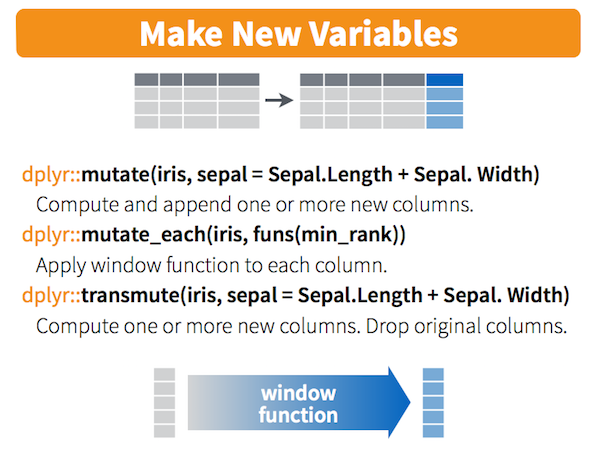 Make New Variables
dplyr::mutate(iris, sepal = Sepal.Length + Sepal. Width)
Compute and append one or more new columns.
dplyr::mutate_each(iris, funs(min_rank))
Apply window function to each column.
dplyr::transmute(iris, sepal = Sepal.Length + Sepal. Width)
Compute one or more new columns. Drop original columns.
window
function